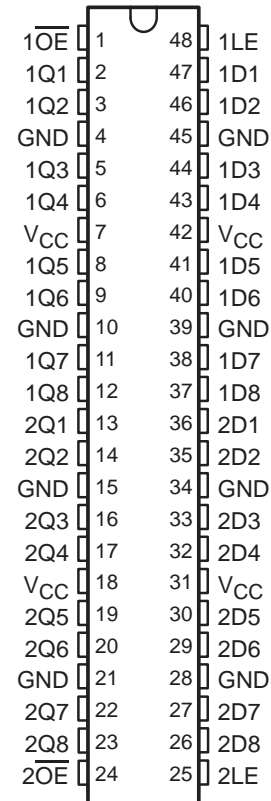 1O̅E̅ 1 48 1LE
1Q1 2 47 1D1
1Q2 3 46 1D2
GND 4 45 GND
1Q3 5 44 1D3
1Q4 6 43 1D4
VCC 7 42 VCC
1Q5 8 41 1D5
1Q6 9 40 1D6
GND 10 39 GND
1Q7 11 38 1D7
1Q8 12 37 1D8
2Q1 13 36 2D1
2Q2 14 35 2D2
GND 15 34 GND
2Q3 16 33 2D3
2Q4 17 32 2D4
VCC 18 31 VCC
2Q5 19 30 2D5
2Q6 20 29 2D6
GND 21 28 GND
2Q7 22 27 2D7
2Q8 23 26 2D8
2O̅E̅ 24 25 2LE